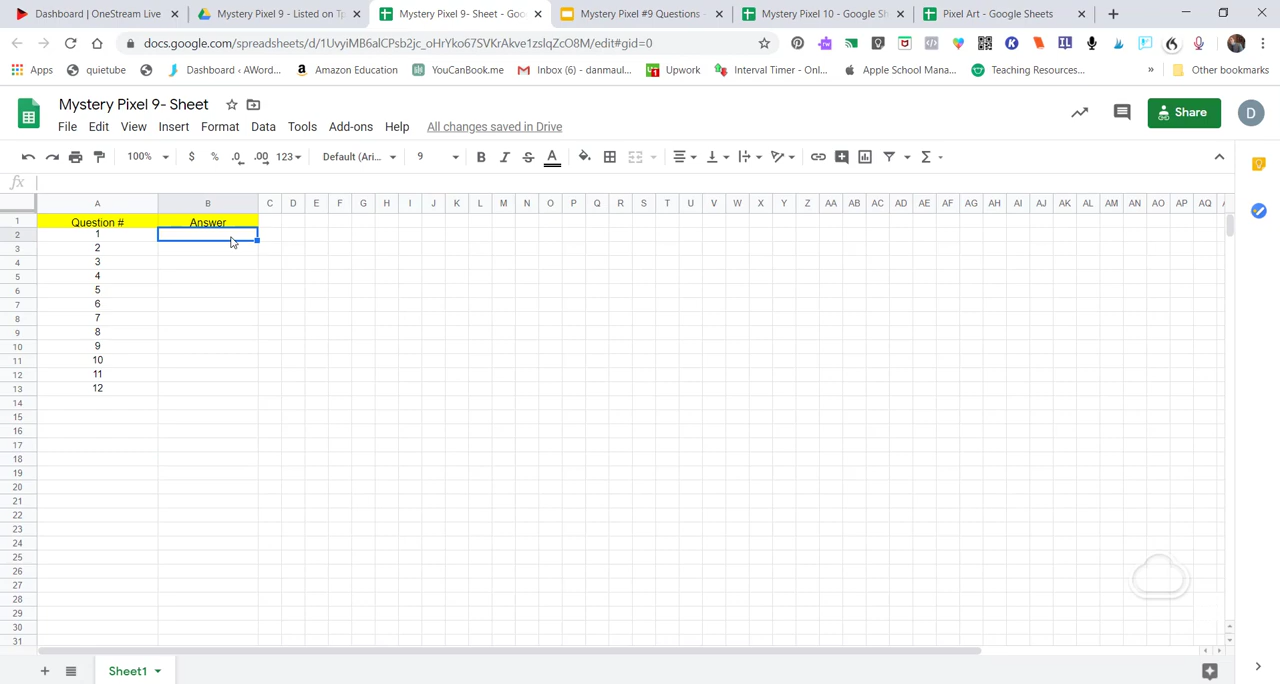 Dashboard | OneStream Live
Mystery Pixel 9 - Listed on Tp
Mystery Pixel 9- Sheet - Goo
Mystery Pixel #9 Questions -
Mystery Pixel 10 - Google Sh
Pixel Art - Google Sheets
docs.google.com/spreadsheets/d/1UvyiMB6alCPsb2jc_oHrYko67SVKrAkve1zslqZcO8M/edit#gid=0
Apps
quietube
Dashboard ‹ AWord...
Amazon Education
YouCanBook.me
Inbox (6) - danmaul...
Upwork
Interval Timer - Onl...
Apple School Mana...
Teaching Resources...
»
Other bookmarks
Mystery Pixel 9- Sheet
Share
D
File Edit View Insert Format Data Tools Add-ons Help All changes saved in Drive
100% $ % .0 .00 123 Default (Ari... 9 B I S A Σ
fx
A B C D E F G H I J K L M N O P Q R S T U V W X Y Z AA AB AC AD AE AF AG AH AI AJ AK AL AM AN AO AP AQ
1 Question # Answer
2 1
3 2
4 3
5 4
6 5
7 6
8 7
9 8
10 9
11 10
12 11
13 12
14
15
16
17
18
19
20
21
22
23
24
25
26
27
28
29
30
31
Sheet1